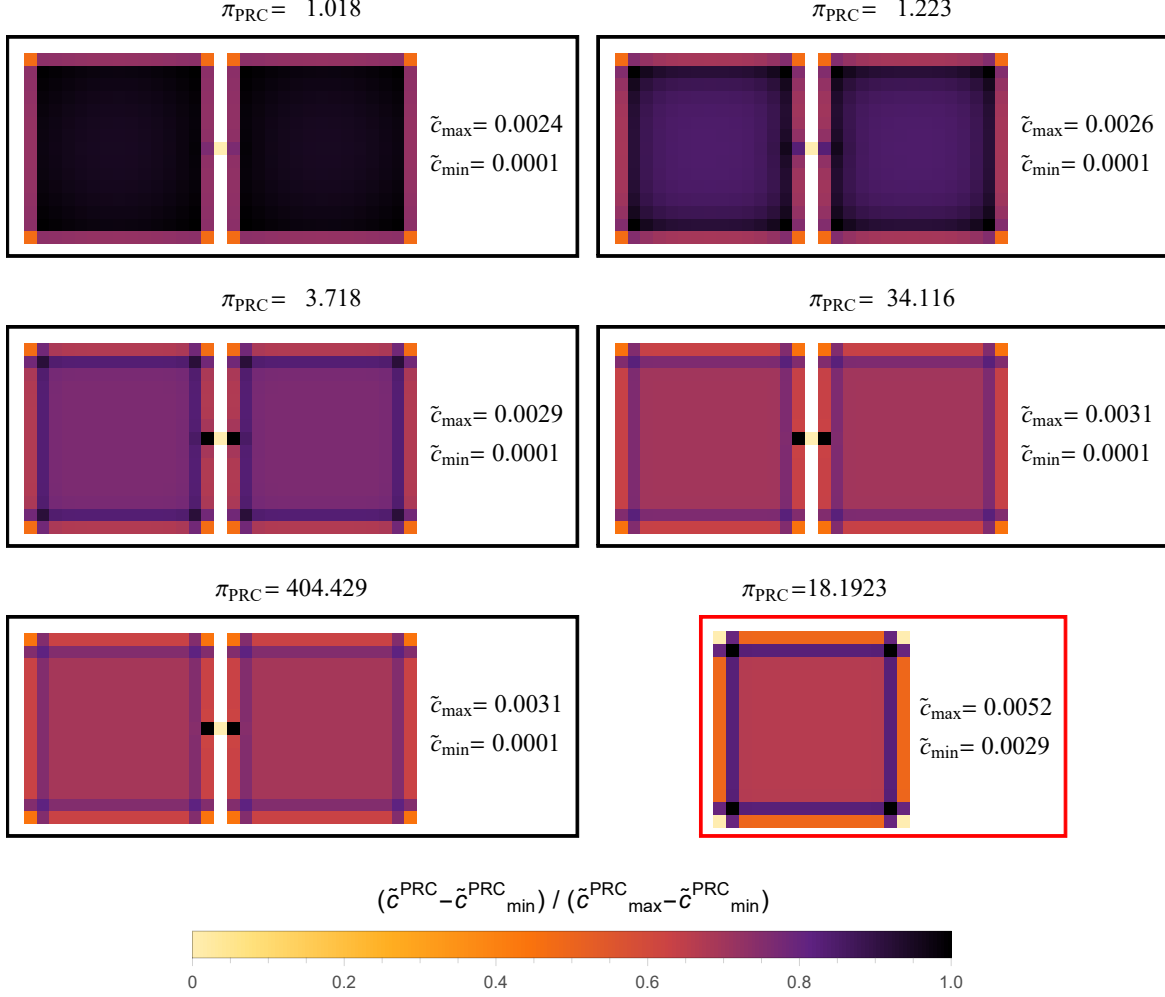 π_PRC = 1.018
π_PRC = 1.223
c̃_max = 0.0024
c̃_min = 0.0001
c̃_max = 0.0026
c̃_min = 0.0001
π_PRC = 3.718
π_PRC = 34.116
c̃_max = 0.0029
c̃_min = 0.0001
c̃_max = 0.0031
c̃_min = 0.0001
π_PRC = 404.429
π_PRC =18.1923
c̃_max = 0.0031
c̃_min = 0.0001
c̃_max = 0.0052
c̃_min = 0.0029
(c̃^PRC−c̃^PRC_min) / (c̃^PRC_max−c̃^PRC_min)
0 0.2 0.4 0.6 0.8 1.0